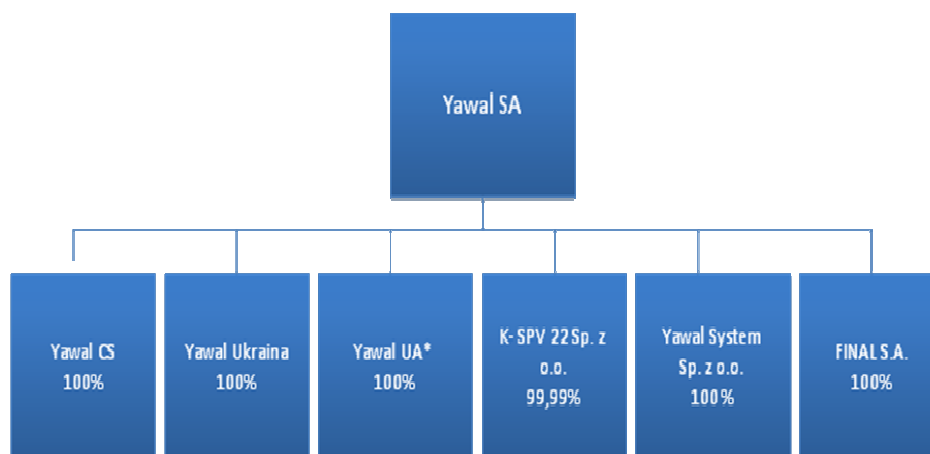 Yawal SA
Yawal CS
100%
Yawal Ukraina
100%
Yawal UA*
100%
K- SPV 22 Sp. z
o.o.
99,99%
Yawal System
Sp. z o.o.
100%
FINAL S.A.
100%